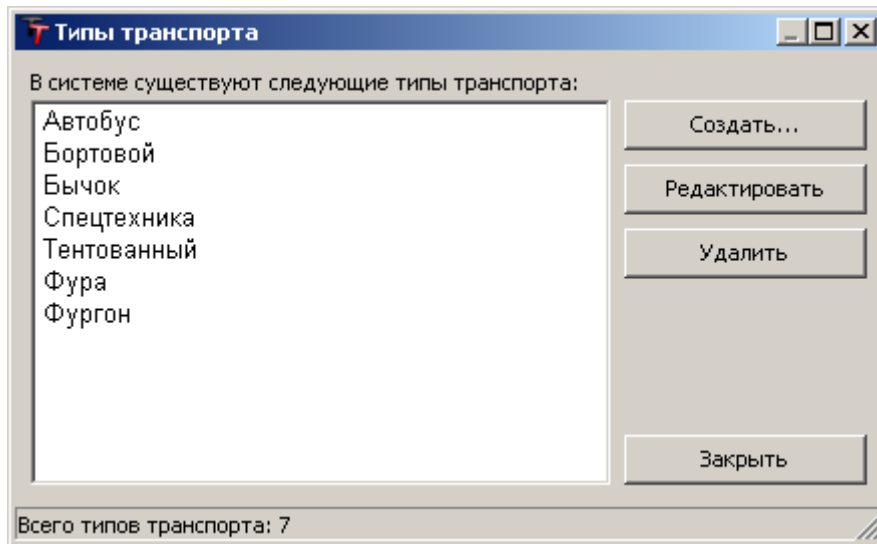 Типы транспорта
В системе существуют следующие типы транспорта:
Автобус
Бортовой
Бычок
Спецтехника
Тентованный
Фура
Фургон
Создать...
Редактировать
Удалить
Закрыть
Всего типов транспорта: 7